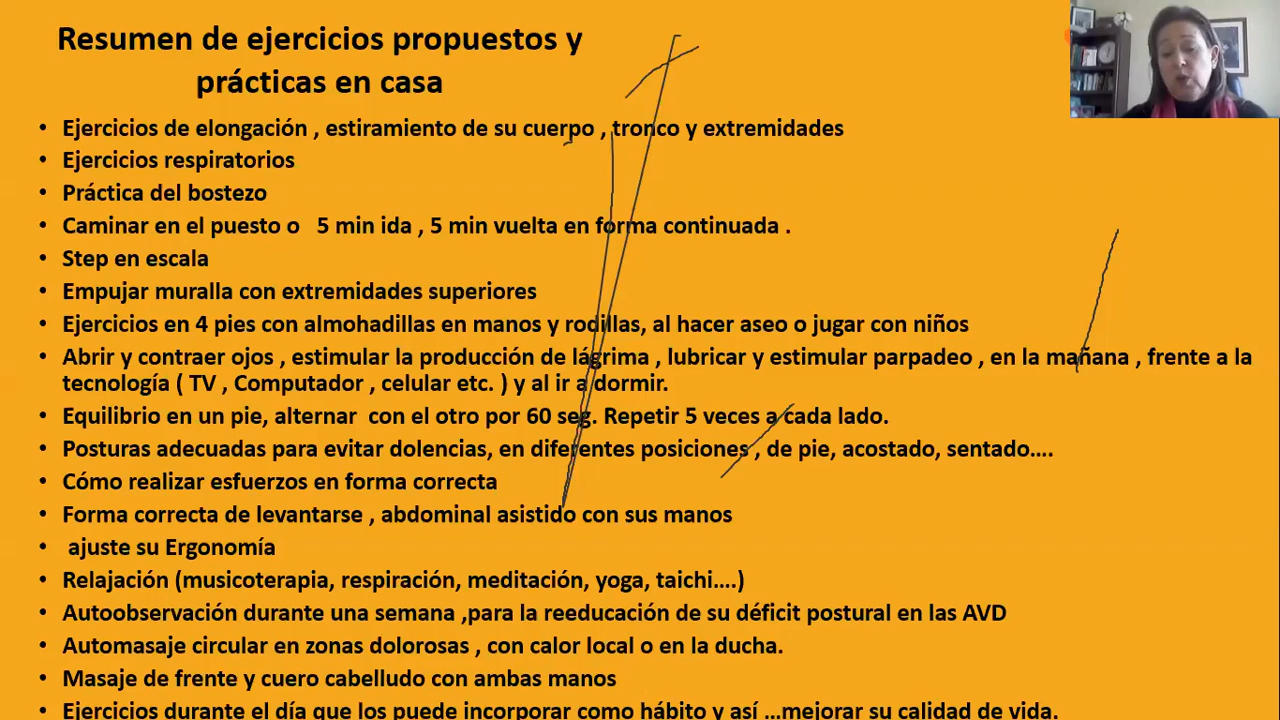 Resumen de ejercicios propuestos y
prácticas en casa
• Ejercicios de elongación , estiramiento de su cuerpo , tronco y extremidades
• Ejercicios respiratorios
• Práctica del bostezo
• Caminar en el puesto o 5 min ida , 5 min vuelta en forma continuada .
• Step en escala
• Empujar muralla con extremidades superiores
• Ejercicios en 4 pies con almohadillas en manos y rodillas, al hacer aseo o jugar con niños
• Abrir y contraer ojos , estimular la producción de lágrima , lubricar y estimular parpadeo , en la mañana , frente a la
tecnología ( TV , Computador , celular etc. ) y al ir a dormir.
• Equilibrio en un pie, alternar con el otro por 60 seg. Repetir 5 veces a cada lado.
• Posturas adecuadas para evitar dolencias, en diferentes posiciones , de pie, acostado, sentado....
• Cómo realizar esfuerzos en forma correcta
• Forma correcta de levantarse , abdominal asistido con sus manos
• ajuste su Ergonomía
• Relajación (musicoterapia, respiración, meditación, yoga, taichi....)
• Autoobservación durante una semana ,para la reeducación de su déficit postural en las AVD
• Automasaje circular en zonas dolorosas , con calor local o en la ducha.
• Masaje de frente y cuero cabelludo con ambas manos
• Ejercicios durante el día que los puede incorporar como hábito y así ...mejorar su calidad de vida.